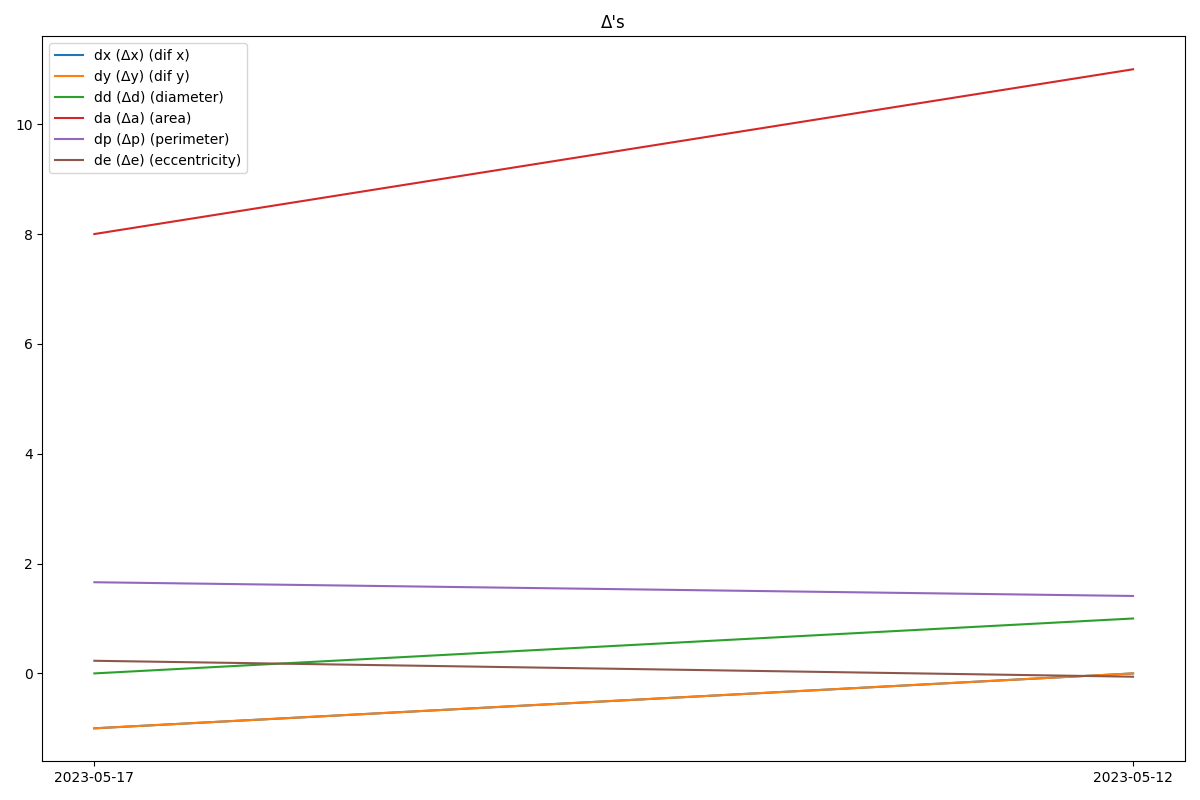 Δ's
dx (Δx) (dif x)
dy (Δy) (dif y)
dd (Δd) (diameter)
da (Δa) (area)
dp (Δp) (perimeter)
de (Δe) (eccentricity)
10
8
6
4
2
0
2023-05-17 2023-05-12